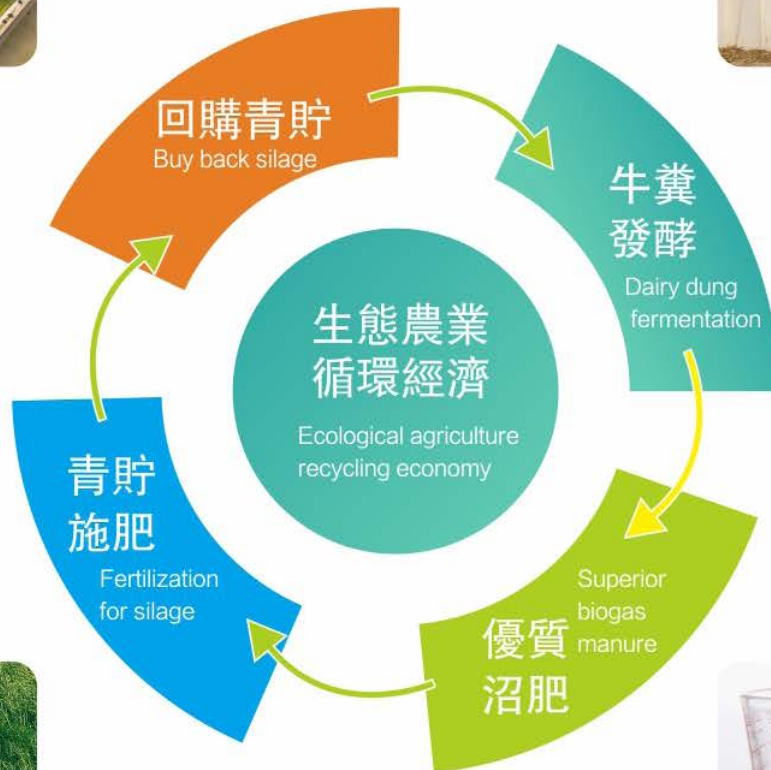 回購青貯
Buy back silage
牛糞
發酵
Dairy dung
fermentation
生態農業
循環經濟
Ecological agriculture
recycling economy
青貯
施肥
Fertilization
for silage
優質
沼肥
Superior
biogas
manure